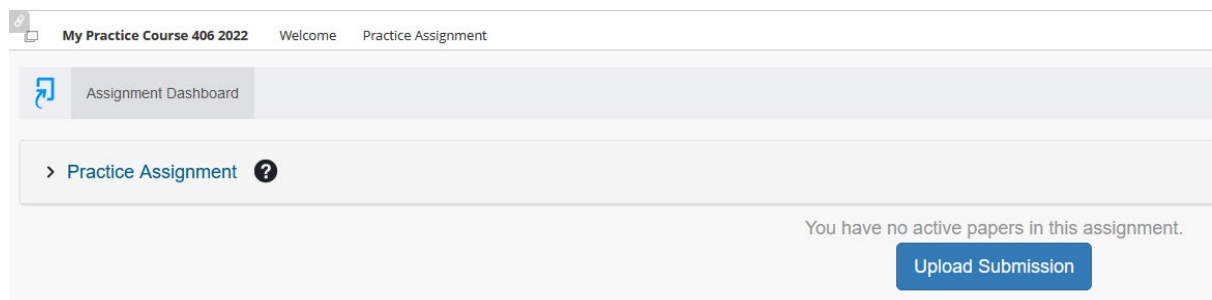 My Practice Course 406 2022 Welcome Practice Assignment
Assignment Dashboard
Practice Assignment ?
You have no active papers in this assignment.
Upload Submission